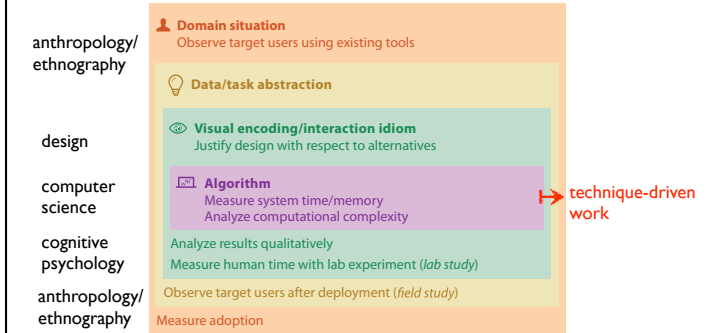 Domain situation
anthropology/
ethnography
Observe target users using existing tools
Data/task abstraction
Visual encoding/interaction idiom
design
Justify design with respect to alternatives
Algorithm
computer
science
Measure system time/memory
Analyze computational complexity
technique-driven
work
cognitive
psychology
Analyze results qualitatively
Measure human time with lab experiment (lab study)
anthropology/
ethnography
Observe target users after deployment (field study)
Measure adoption